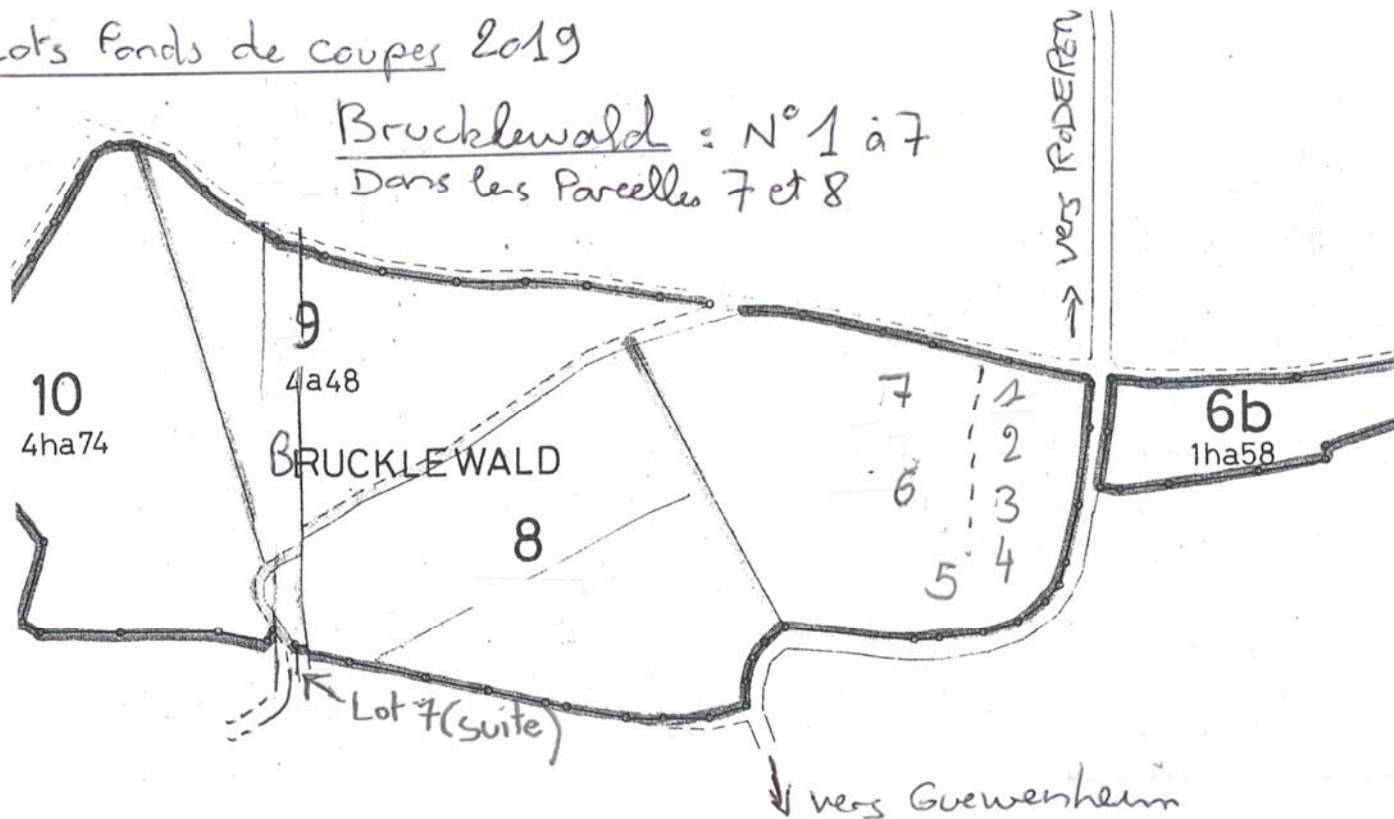 Lots fonds de coupes 2019
Brucklewald : N° 1 à 7
Dans les Parcelles 7 et 8
→ vers RODEREN
9
4a48
10
4ha74
BRUCKLEWALD
8
7
6
5
1
2
3
4
6b
1ha58
Lot 7 (suite)
vers Guewenheim